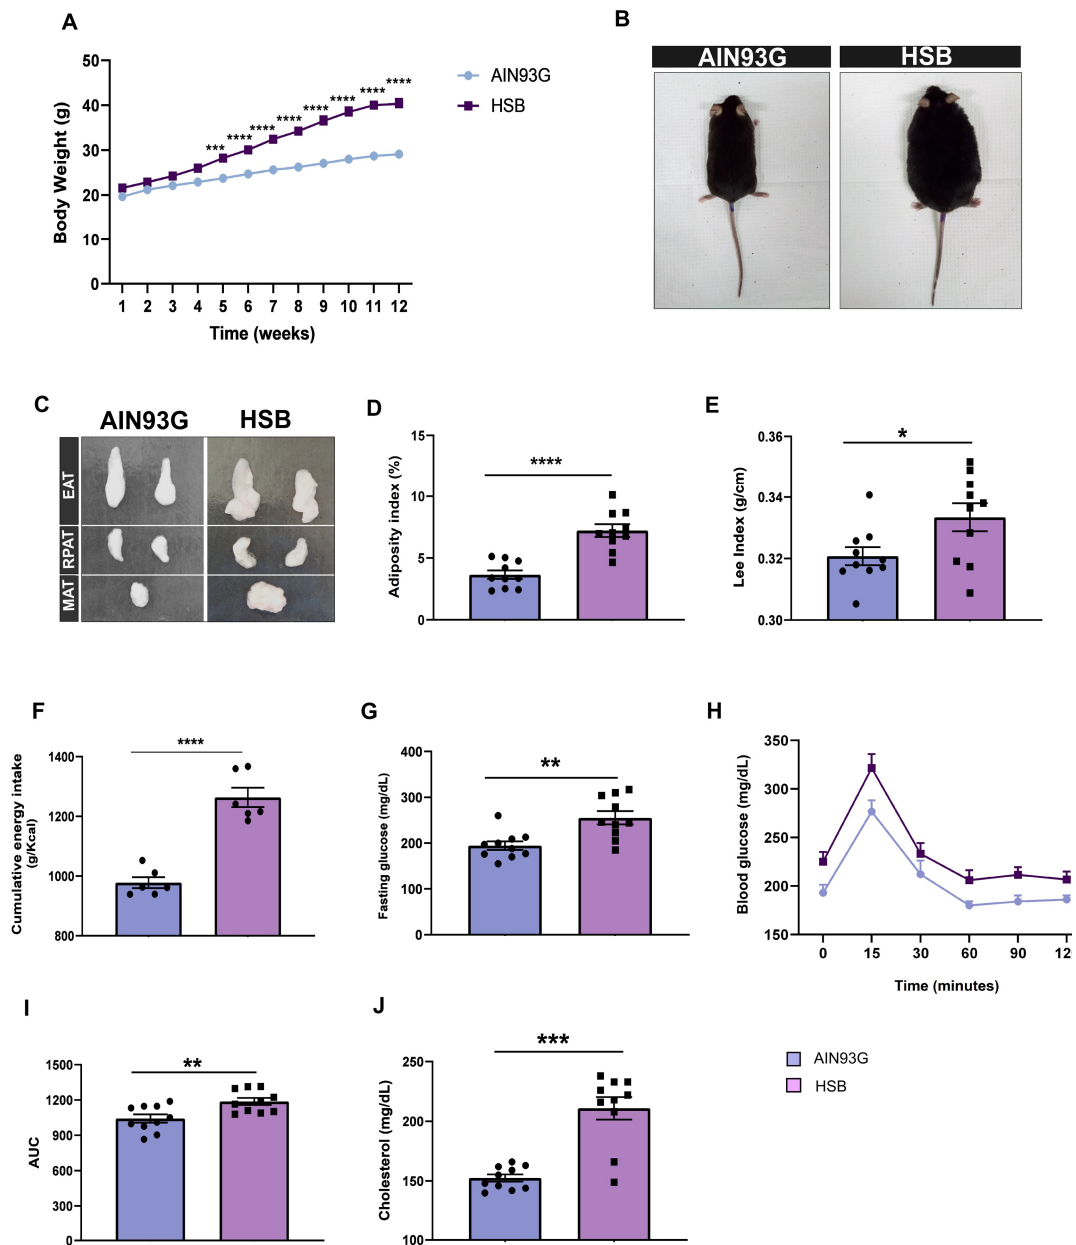 A
50
40
30
20
10
0
Body Weight (g)
*** **** **** **** **** **** **** ****
1 2 3 4 5 6 7 8 9 10 11 12
Time (weeks)
AIN93G
HSB
B
AIN93G HSB
C
AIN93G HSB
EAT
RPAT
MAT
D
15
10
5
0
Adiposity index (%)
****
E
0.36
0.34
0.32
0.30
Lee Index (g/cm)
*
F
1400
1200
1000
800
Cumulative energy intake
(g/Kcal)
****
G
400
300
200
100
0
Fasting glucose (mg/dL)
**
H
350
300
250
200
150
Blood glucose (mg/dL)
0 15 30 60 90 12
Time (minutes)
I
1500
1200
900
600
300
0
AUC
**
J
250
200
150
100
Cholesterol (mg/dL)
***
AIN93G
HSB